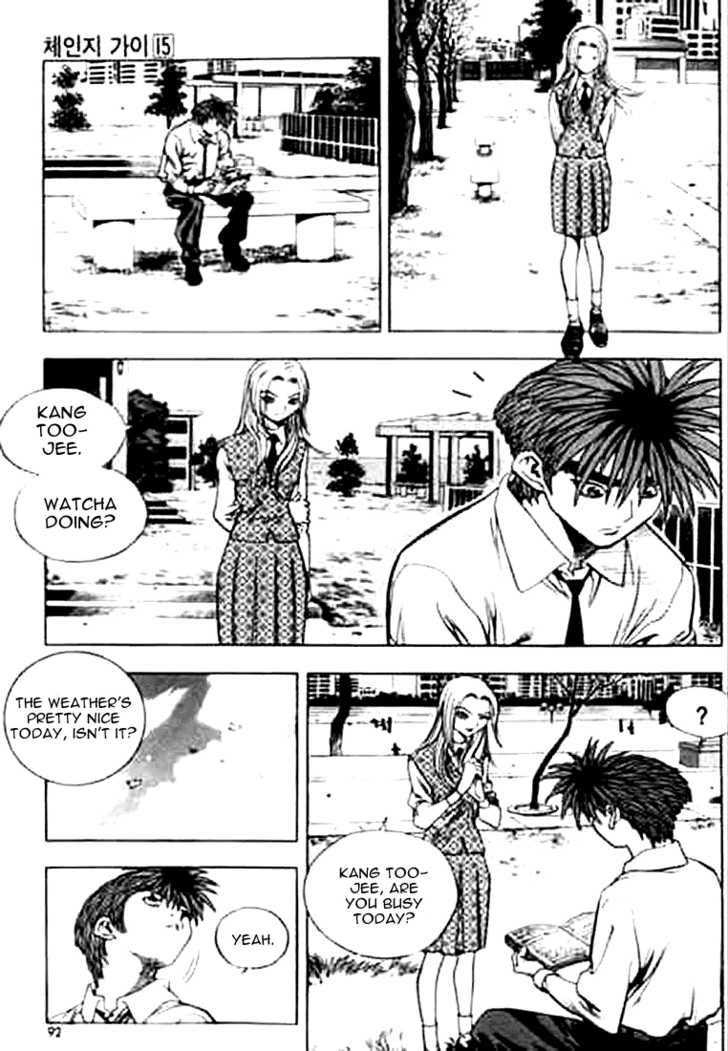 체인지 가이 15
KANG
TOO-
JEE.
WATCHA
DOING?
THE WEATHER'S
PRETTY NICE
TODAY, ISN'T IT?
YEAH.
?
KANG TOO-
JEE, ARE
YOU BUSY
TODAY?
92